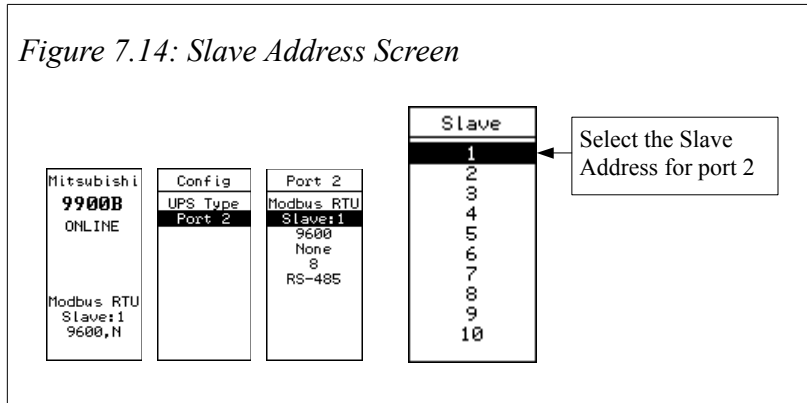 Figure 7.14: Slave Address Screen
Mitsubishi
9900B
ONLINE
Modbus RTU
Slave:1
9600,N
Config
UPS Type
Port 2
Port 2
Modbus RTU
Slave:1
9600
None
8
RS-485
Slave
1
2
3
4
5
6
7
8
9
10
Select the Slave
Address for port 2